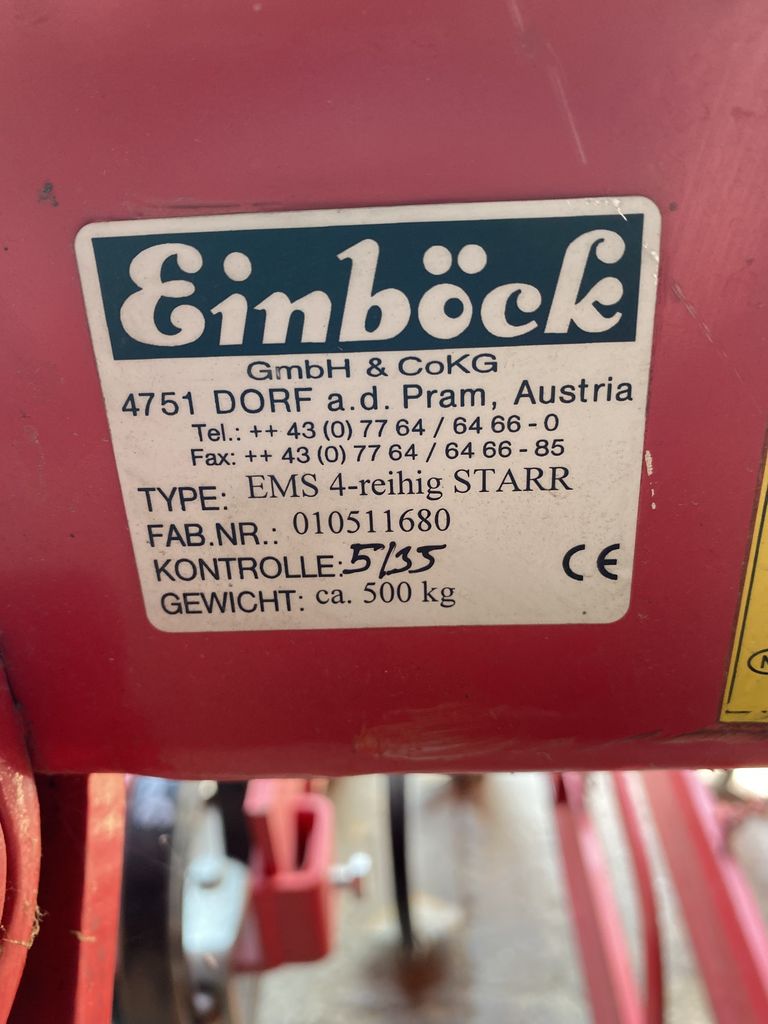 Einböck
GmbH & CoKG
4751 DORF a.d. Pram, Austria
Tel.: ++ 43 (0) 77 64 / 64 66 - 0
Fax: ++ 43 (0) 77 64 / 64 66 - 85
TYPE: EMS 4-reihig STARR
FAB.NR.: 010511680
KONTROLLE: 5/35
GEWICHT: ca. 500 kg
CE